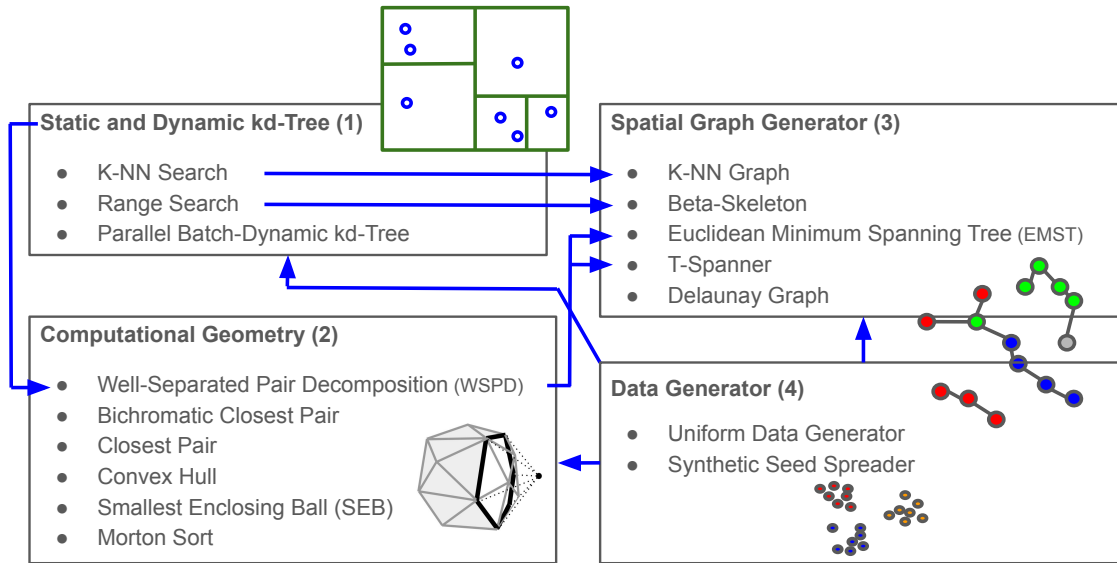 Static and Dynamic kd-Tree (1)
● K-NN Search
● Range Search
● Parallel Batch-Dynamic kd-Tree
Computational Geometry (2)
● Well-Separated Pair Decomposition (WSPD)
● Bichromatic Closest Pair
● Closest Pair
● Convex Hull
● Smallest Enclosing Ball (SEB)
● Morton Sort
Spatial Graph Generator (3)
● K-NN Graph
● Beta-Skeleton
● Euclidean Minimum Spanning Tree (EMST)
● T-Spanner
● Delaunay Graph
Data Generator (4)
● Uniform Data Generator
● Synthetic Seed Spreader